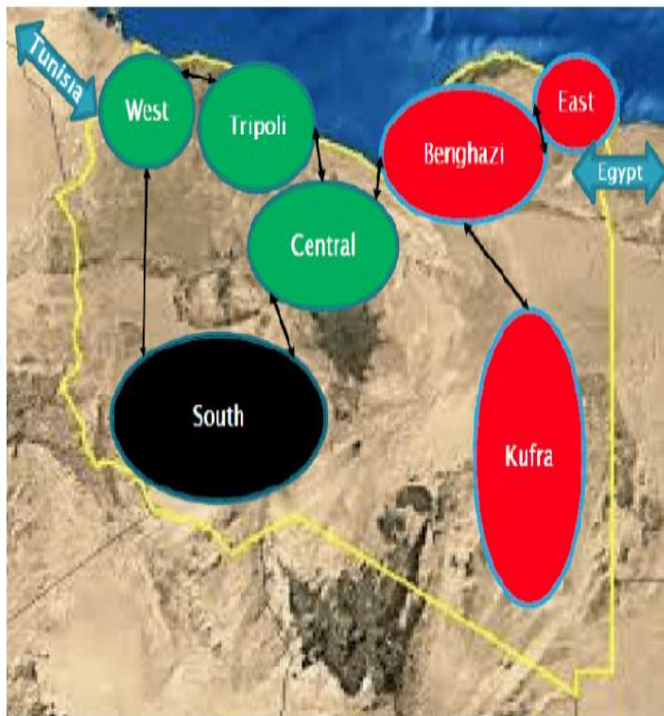 Tunisia
West
Tripoli
Central
Benghazi
East
Egypt
South
Kufra